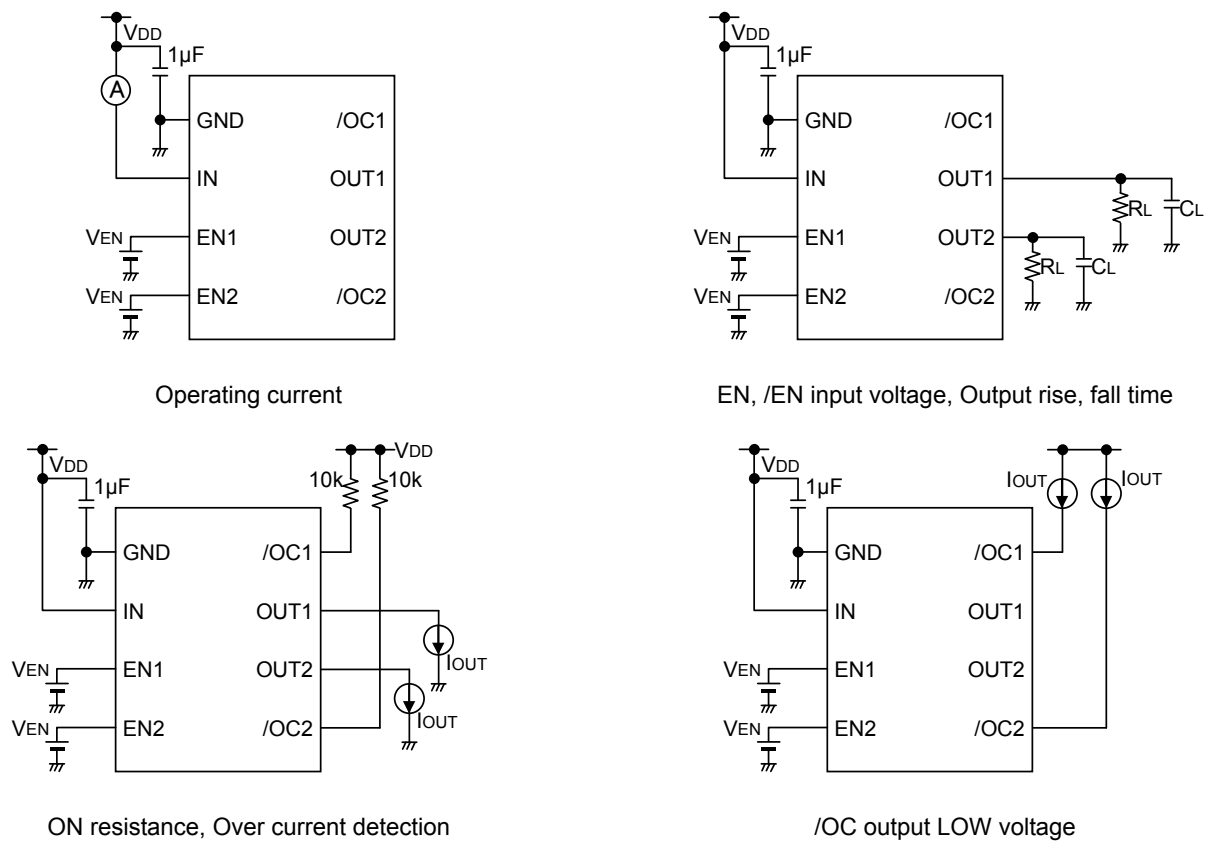 VDD
1µF
A
GND /OC1
IN OUT1
VEN EN1 OUT2
VEN EN2 /OC2
Operating current
VDD
1µF
GND /OC1
IN OUT1
RL CL
VEN EN1 OUT2
RL CL
VEN EN2 /OC2
EN, /EN input voltage, Output rise, fall time
VDD
VDD
1µF
10k 10k
GND /OC1
IN OUT1
IOUT
VEN EN1 OUT2
IOUT
VEN EN2 /OC2
ON resistance, Over current detection
VDD
1µF
IOUT IOUT
GND /OC1
IN OUT1
VEN EN1 OUT2
VEN EN2 /OC2
/OC output LOW voltage